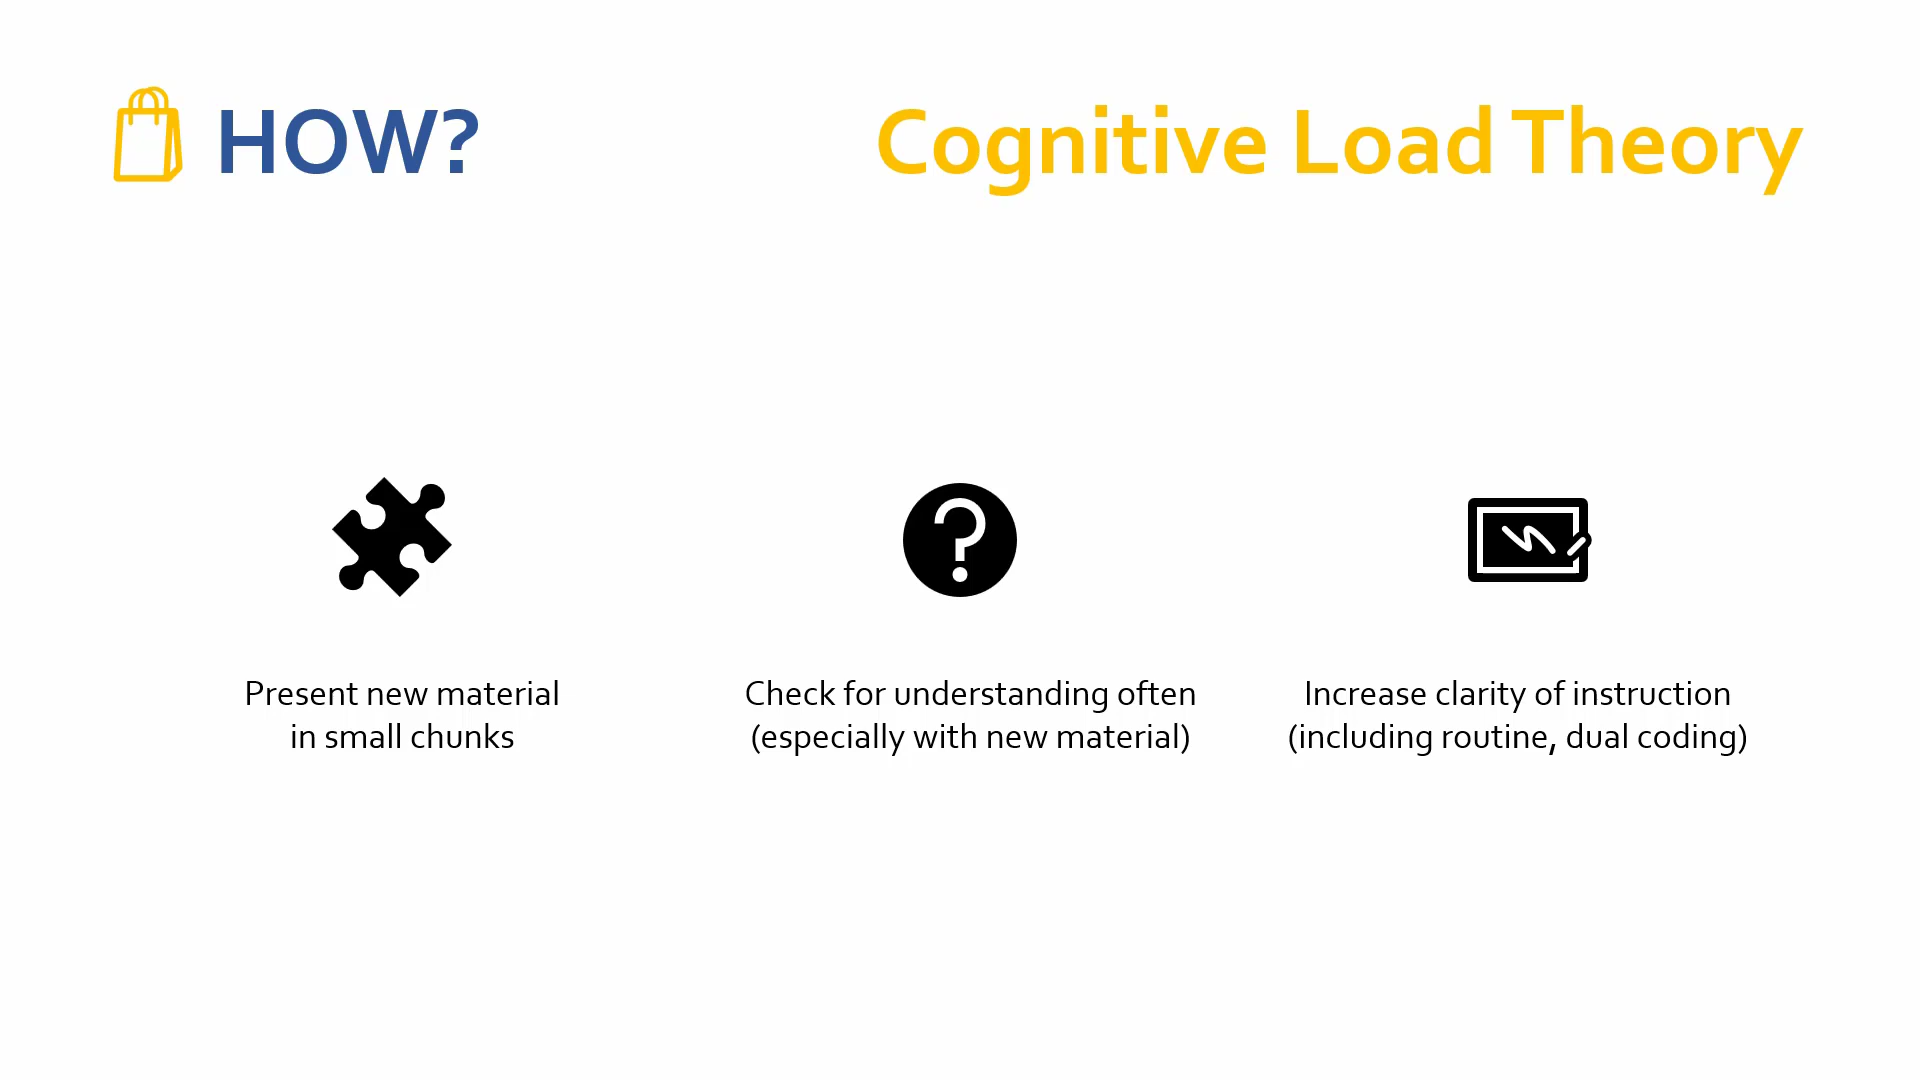 HOW?
Cognitive Load Theory
Present new material
in small chunks
Check for understanding often
(especially with new material)
Increase clarity of instruction
(including routine, dual coding)